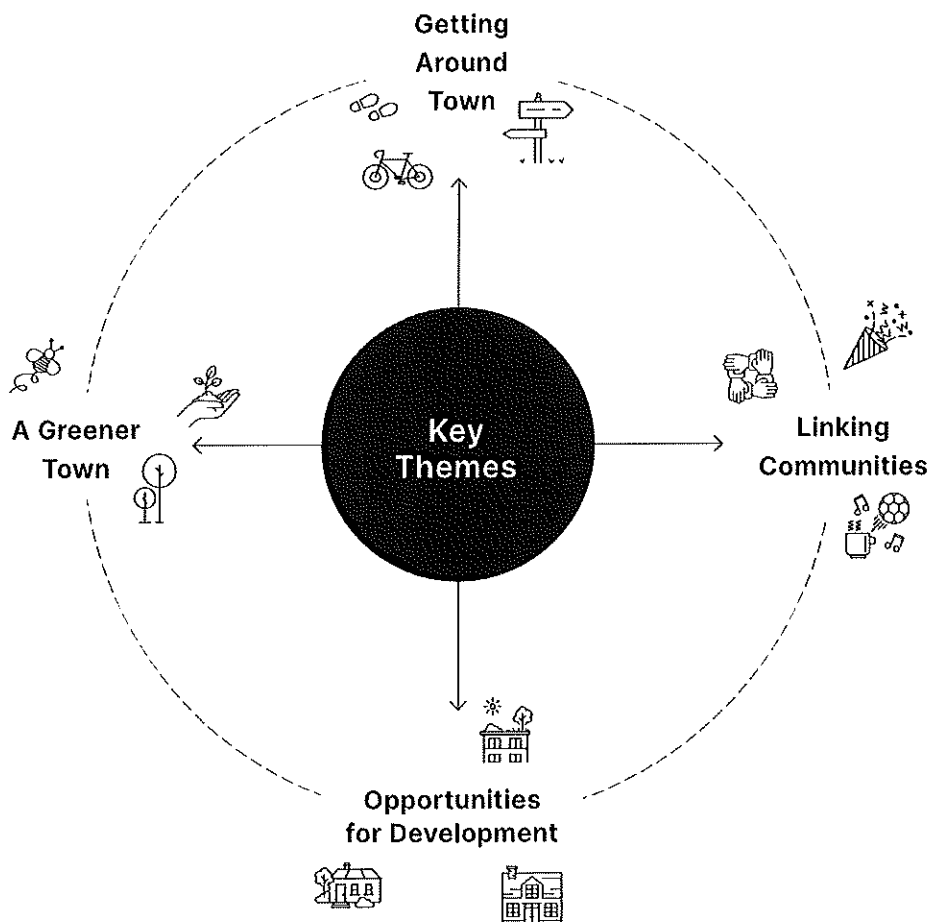 Getting
Around
Town
A Greener
Town
Key
Themes
Linking
Communities
Opportunities
for Development